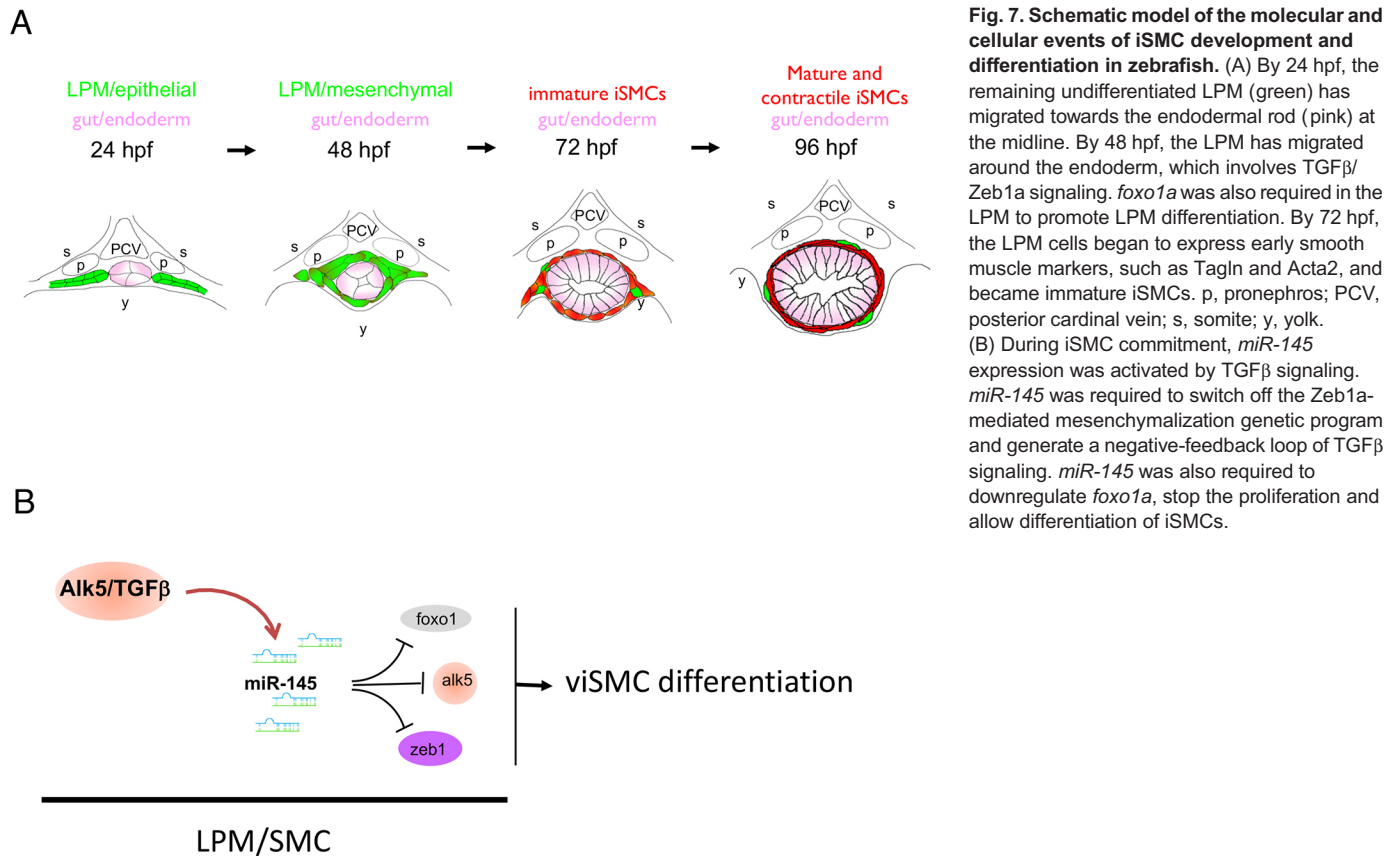 A
LPM/epithelial
gut/endoderm
24 hpf
LPM/mesenchymal
gut/endoderm
48 hpf
immature iSMCs
gut/endoderm
72 hpf
Mature and
contractile iSMCs
gut/endoderm
96 hpf
s
PCV
s
p
p
y
s
PCV
s
p
p
y
s
PCV
s
p
p
y
s
PCV
s
p
p
y
Fig. 7. Schematic model of the molecular and
cellular events of iSMC development and
differentiation in zebrafish. (A) By 24 hpf, the
remaining undifferentiated LPM (green) has
migrated towards the endodermal rod (pink) at
the midline. By 48 hpf, the LPM has migrated
around the endoderm, which involves TGFβ/
Zeb1a signaling. foxo1a was also required in the
LPM to promote LPM differentiation. By 72 hpf,
the LPM cells began to express early smooth
muscle markers, such as Tagln and Acta2, and
became immature iSMCs. p, pronephros; PCV,
posterior cardinal vein; s, somite; y, yolk.
(B) During iSMC commitment, miR-145
expression was activated by TGFβ signaling.
miR-145 was required to switch off the Zeb1a-
mediated mesenchymalization genetic program
and generate a negative-feedback loop of TGFβ
signaling. miR-145 was also required to
downregulate foxo1a, stop the proliferation and
allow differentiation of iSMCs.
B
Alk5/TGFβ
miR-145
foxo1
alk5
zeb1
viSMC differentiation
LPM/SMC